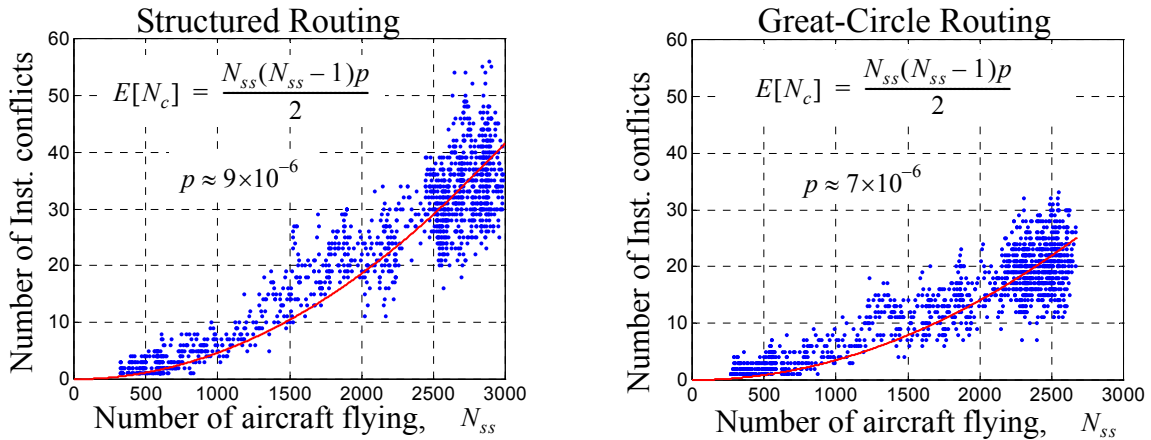 Structured Routing
Number of Inst. conflicts
60
50
40
30
20
10
0
E[N_c] = N_ss(N_ss − 1)p / 2
p ≈ 9×10^−6
0 500 1000 1500 2000 2500 3000
Number of aircraft flying, N_ss
Great-Circle Routing
Number of Inst. conflicts
60
50
40
30
20
10
0
E[N_c] = N_ss(N_ss − 1)p / 2
p ≈ 7×10^−6
0 500 1000 1500 2000 2500 3000
Number of aircraft flying, N_ss